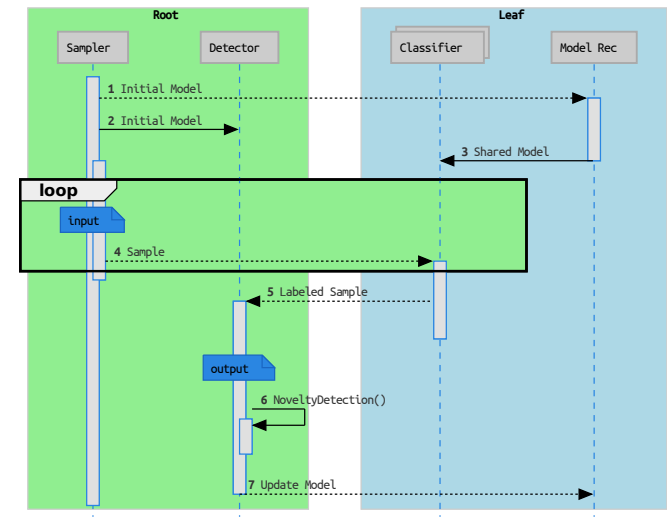 Root
Leaf
Sampler
Detector
Classifier
Model Rec
1 Initial Model
2 Initial Model
3 Shared Model
loop
input
4 Sample
5 Labeled Sample
output
6 NoveltyDetection()
7 Update Model